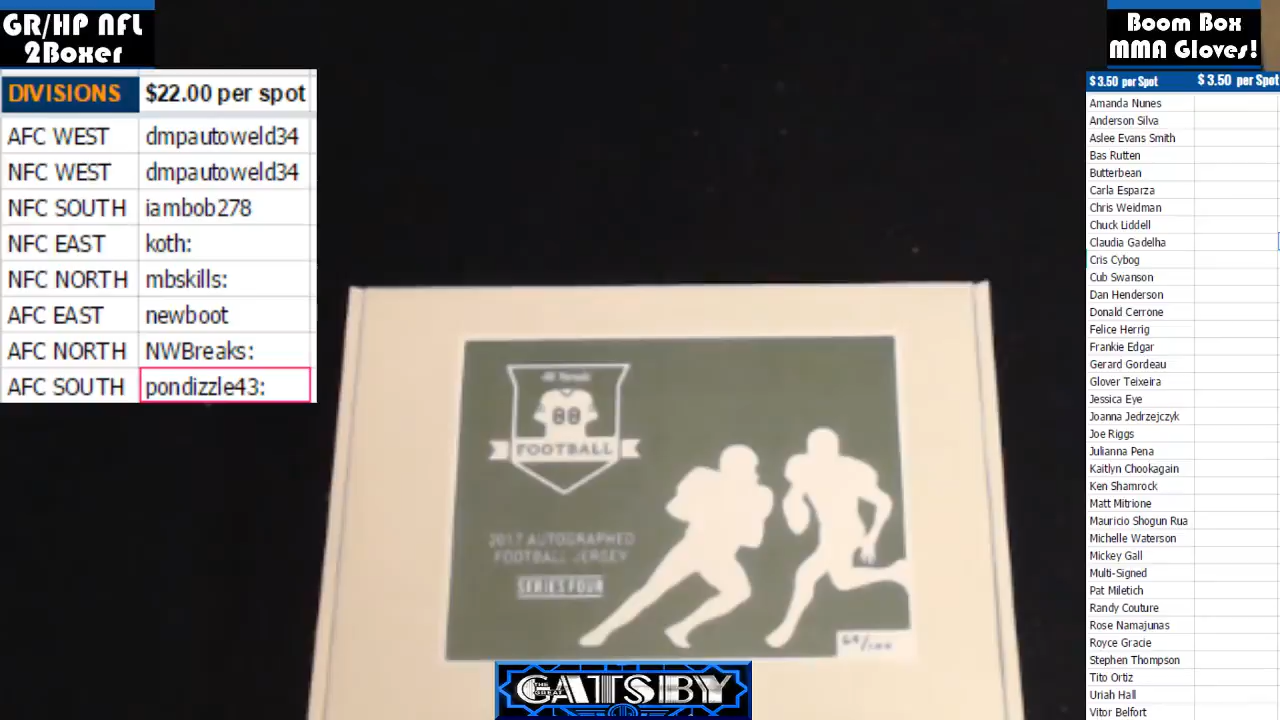 GR/HP NFL
2Boxer
DIVISIONS $22.00 per spot
AFC WEST dmpautoweld34
NFC WEST dmpautoweld34
NFC SOUTH iambob278
NFC EAST koth:
NFC NORTH mbskills:
AFC EAST newboot
AFC NORTH NWBreaks:
AFC SOUTH pondizzle43:
88
FOOTBALL
2017 AUTOGRAPHED
FOOTBALL JERSEY
SERIES FOUR
THE GREAT GATSBY
Boom Box
MMA Gloves!
$ 3.50 per Spot $ 3.50 per Spot
Amanda Nunes
Anderson Silva
Aslee Evans Smith
Bas Rutten
Butterbean
Carla Esparza
Chris Weidman
Chuck Liddell
Claudia Gadelha
Cris Cybog
Cub Swanson
Dan Henderson
Donald Cerrone
Felice Herrig
Frankie Edgar
Gerard Gordeau
Glover Teixeira
Jessica Eye
Joanna Jedrzejczyk
Joe Riggs
Julianna Pena
Kaitlyn Chookagain
Ken Shamrock
Matt Mitrione
Mauricio Shogun Rua
Michelle Waterson
Mickey Gall
Multi-Signed
Pat Miletich
Randy Couture
Rose Namajunas
Royce Gracie
Stephen Thompson
Tito Ortiz
Uriah Hall
Vitor Belfort